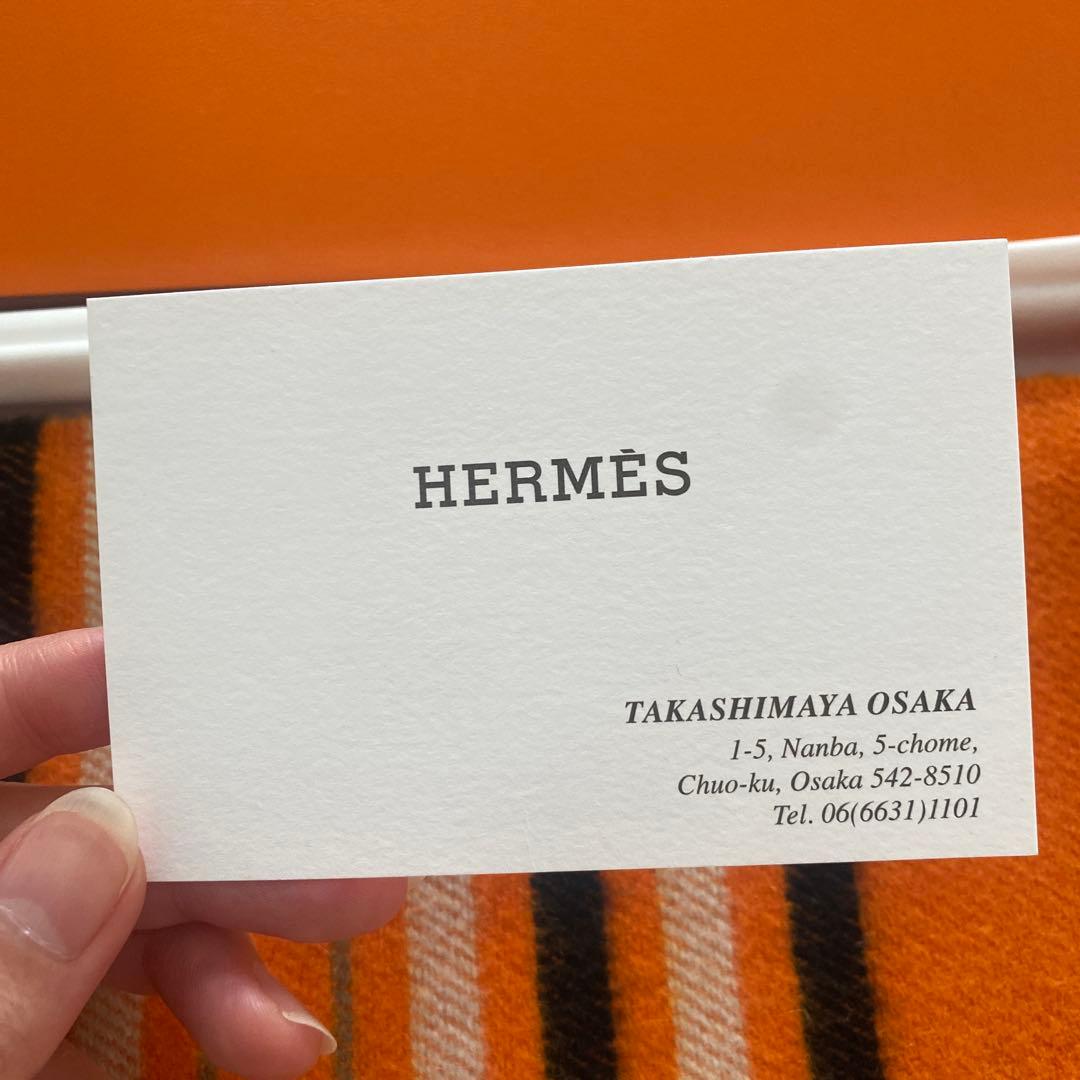 HERMÈS
TAKASHIMAYA OSAKA
1-5, Nanba, 5-chome,
Chuo-ku, Osaka 542-8510
Tel. 06(6631)1101